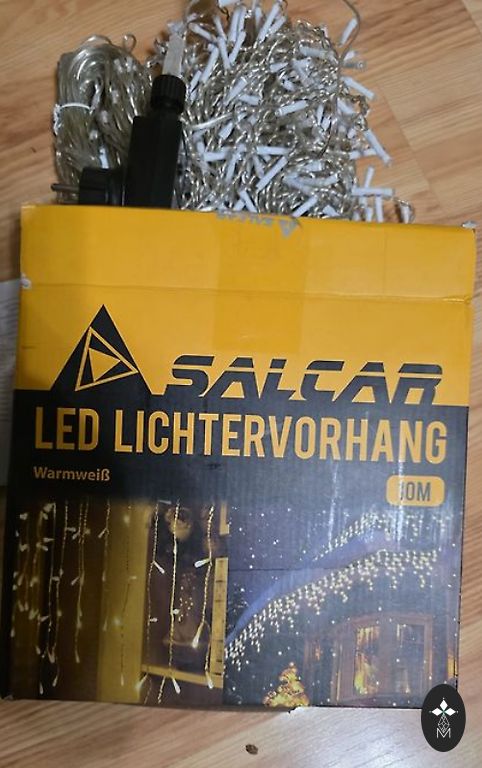 SALCAR
LED LICHTERVORHANG
Warmweiß
10M
M